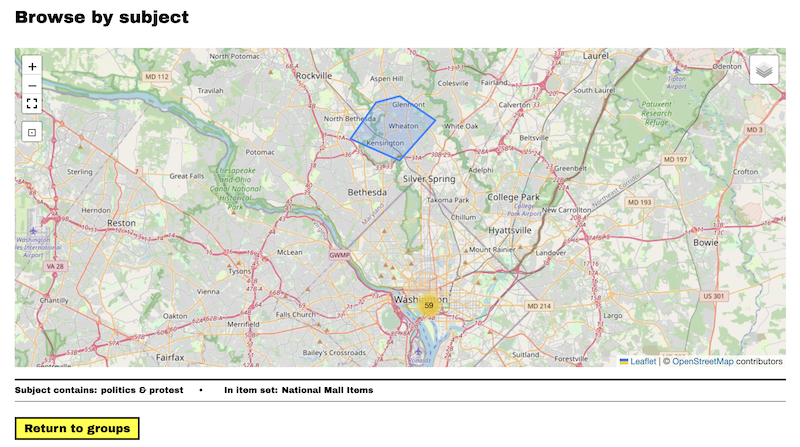 Browse by subject
North Potomac
Laurel
Odenton
+
MD 112
Rockville
Aspen Hill
Colesville
Fairland
Tipton Airport
−
Travilah
South Laurel
Glenmont
Calverton
Patuxent Research Refuge
North Bethesda
Wheaton
White Oak
MD 3
Kensington
Beltsville
Potomac
MD 197
Sterling
Great Falls
Chesapeake and Ohio Canal National Historical Park
Silver Spring
Adelphi
Greenbelt
Northeast Corridor
Crofton
Bethesda
Takoma Park
College Park
College Park Airport
New Carrollton
MD 193
Herndon
Reston
Maryland
Chillum
Hyattsville
Washington Dulles International Airport
McLean
GWMP
Mount Rainier
Landover
Bowie
VA 28
Tysons
Chantilly
Vienna
Washington
59
US 301
Oakton
Falls Church
MD 214
Largo
Merrifield
Fairfax
Bailey's Crossroads
Suitland
Forestville
Leaflet | © OpenStreetMap contributors
Subject contains: politics & protest • In item set: National Mall Items
Return to groups